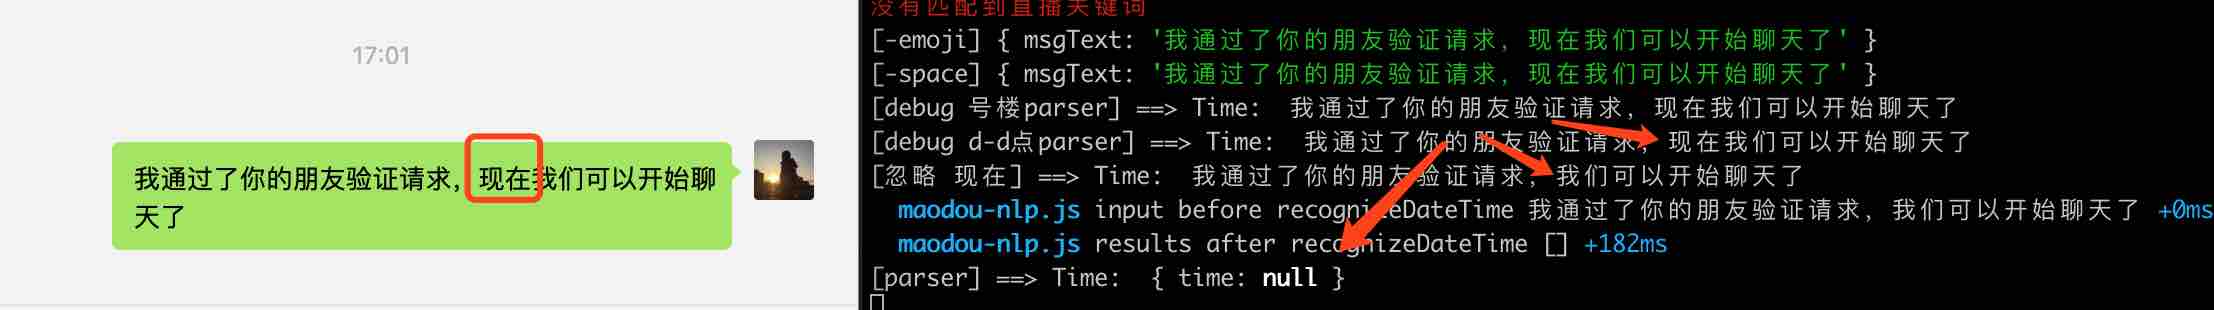 17:01
我通过了你的朋友验证请求，现在我们可以开始聊
天了
没有匹配到直播关键词
[-emoji] { msgText: '我通过了你的朋友验证请求，现在我们可以开始聊天了' }
[-space] { msgText: '我通过了你的朋友验证请求，现在我们可以开始聊天了' }
[debug 号楼parser] ==> Time:  我通过了你的朋友验证请求，现在我们可以开始聊天了
[debug d-d点parser] ==> Time:  我通过了你的朋友验证请求，现在我们可以开始聊天了
[忽略 现在] ==> Time:  我通过了你的朋友验证请求，我们可以开始聊天了
maodou-nlp.js input before recognizeDateTime 我通过了你的朋友验证请求，我们可以开始聊天了 +0ms
maodou-nlp.js results after recognizeDateTime [] +182ms
[parser] ==> Time:  { time: null }